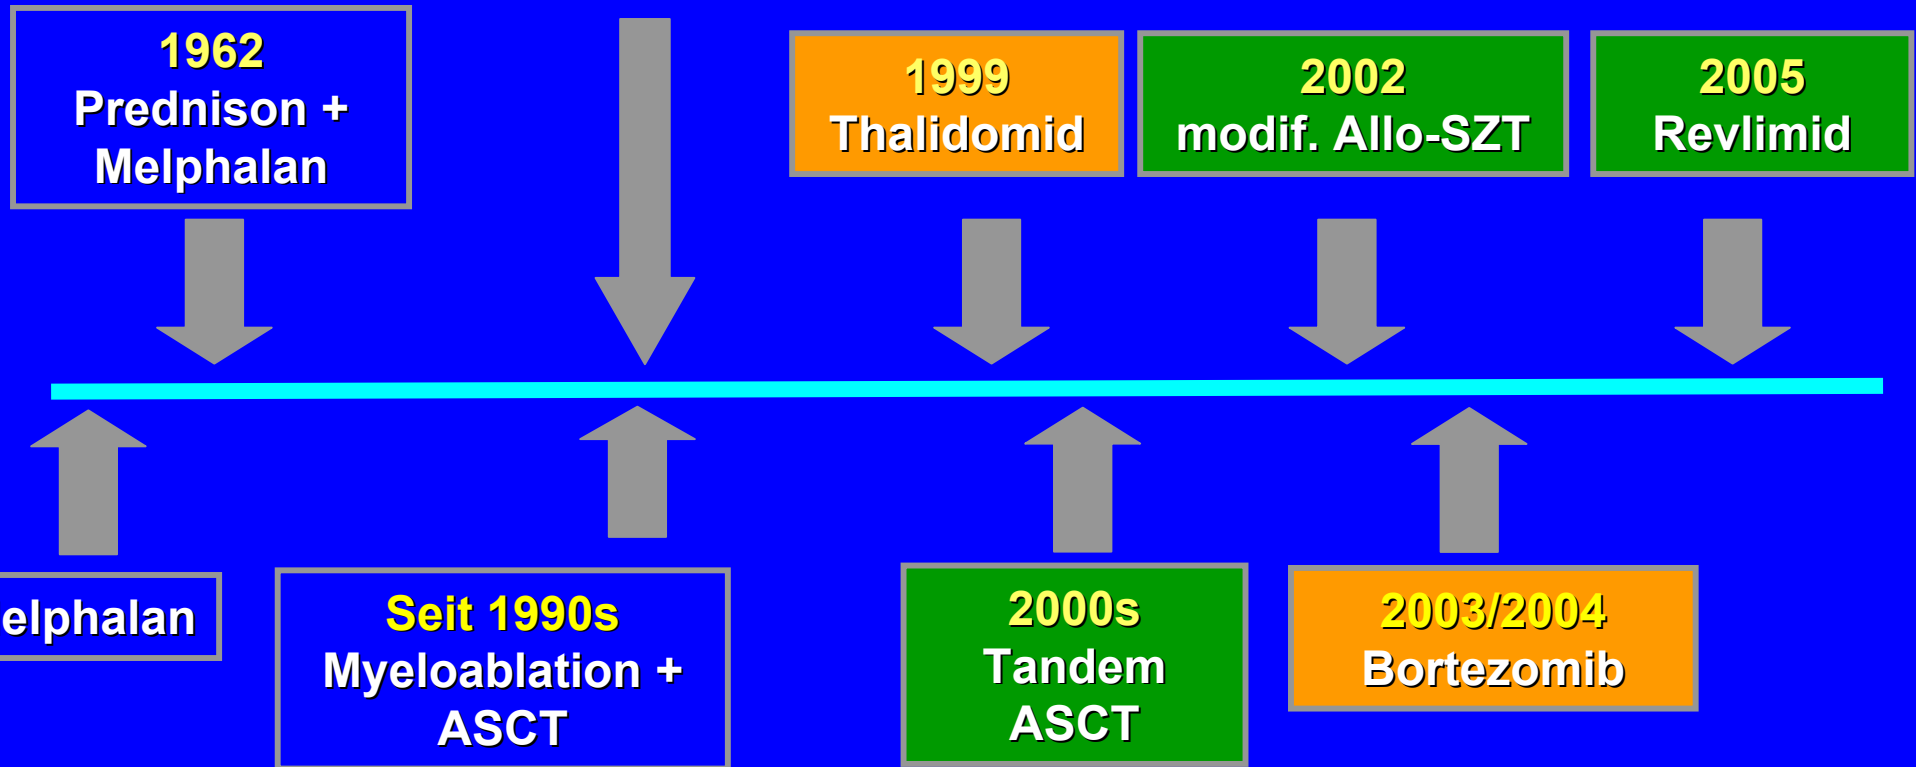 1962
Prednison +
Melphalan
1999
Thalidomid
2002
modif. Allo-SZT
2005
Revlimid
elphalan
Seit 1990s
Myeloablation +
ASCT
2000s
Tandem
ASCT
2003/2004
Bortezomib